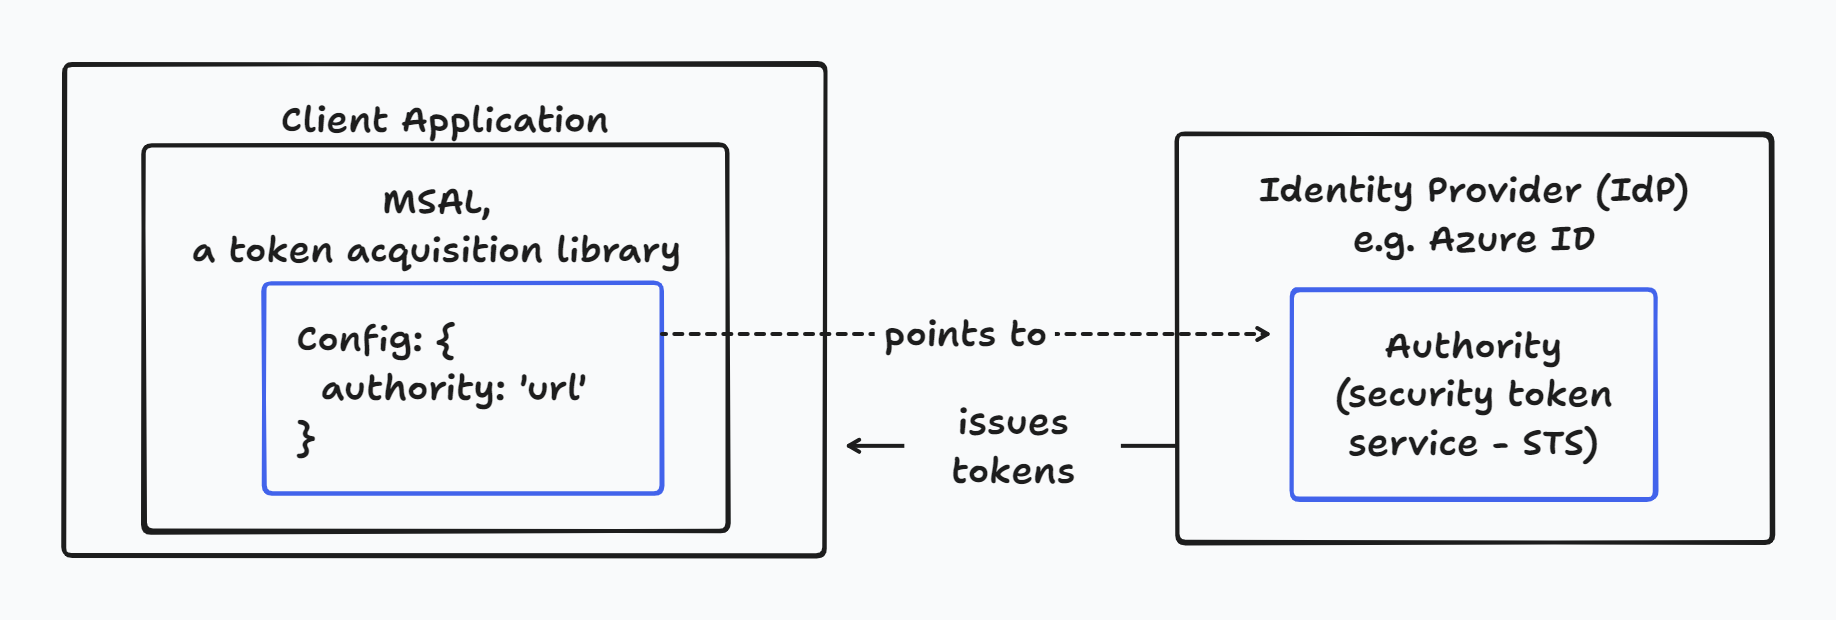 Client Application
MSAL,
a token acquisition library
Config: {
authority: 'url'
}
points to
issues
tokens
Identity Provider (IdP)
e.g. Azure ID
Authority
(security token
service - STS)